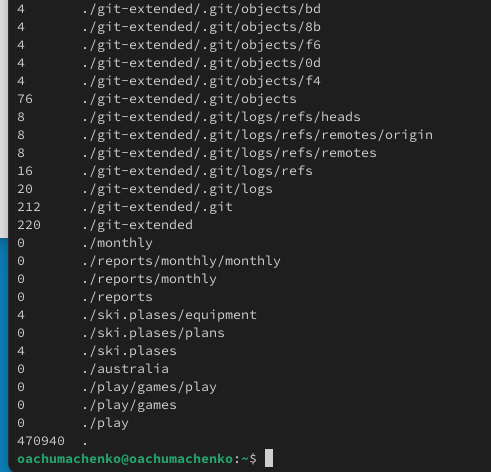 4 ./git-extended/.git/objects/bd
4 ./git-extended/.git/objects/8b
4 ./git-extended/.git/objects/f6
4 ./git-extended/.git/objects/0d
4 ./git-extended/.git/objects/f4
76 ./git-extended/.git/objects
8 ./git-extended/.git/logs/refs/heads
8 ./git-extended/.git/logs/refs/remotes/origin
8 ./git-extended/.git/logs/refs/remotes
16 ./git-extended/.git/logs/refs
20 ./git-extended/.git/logs
212 ./git-extended/.git
220 ./git-extended
0 ./monthly
0 ./reports/monthly/monthly
0 ./reports/monthly
0 ./reports
4 ./ski.plases/equipment
0 ./ski.plases/plans
4 ./ski.plases
0 ./australia
0 ./play/games/play
0 ./play/games
0 ./play
470940 .
oachumachenko@oachumachenko:~$